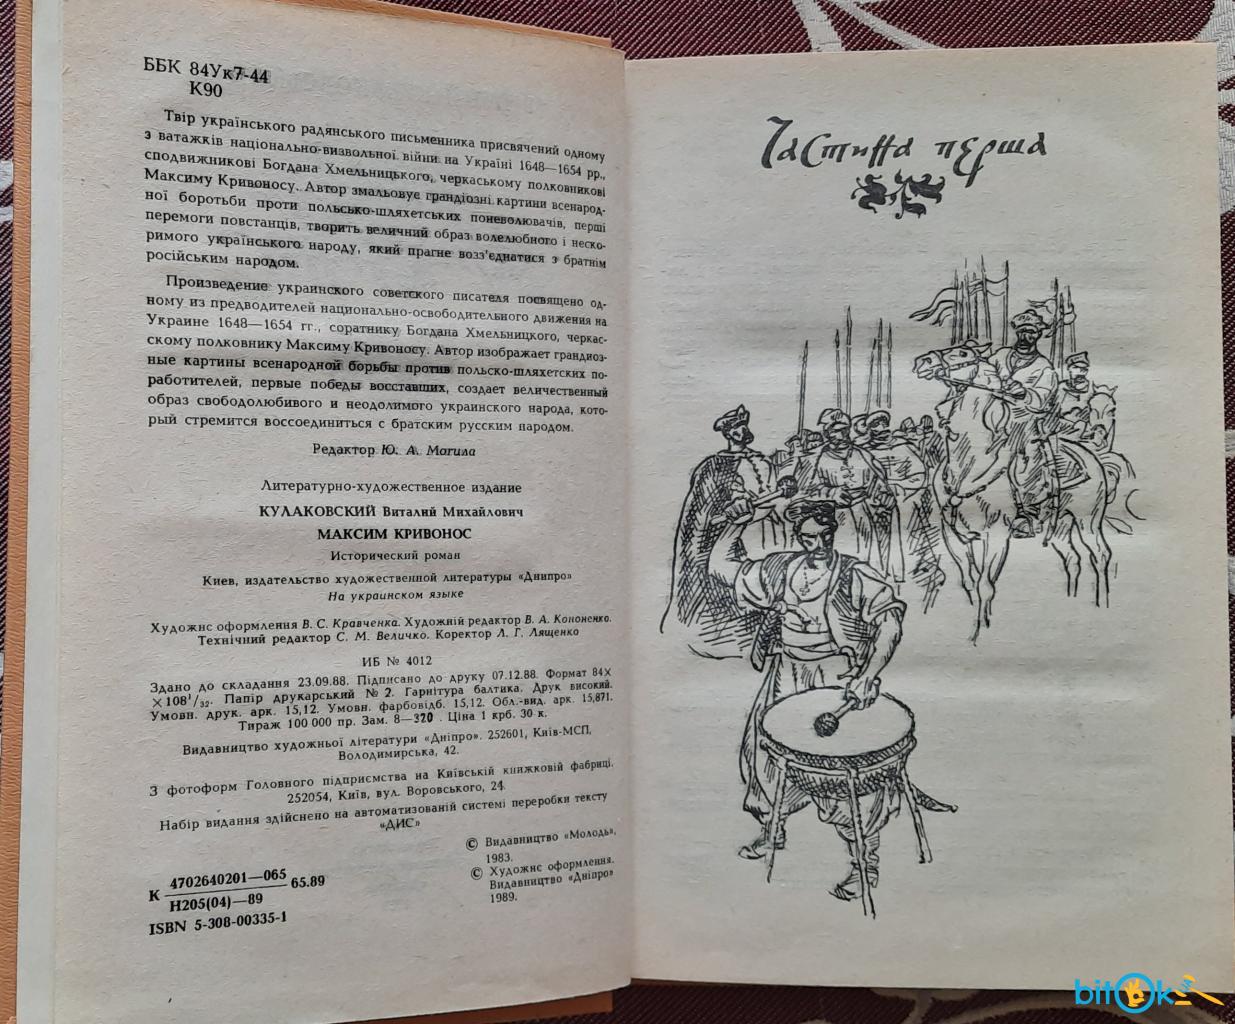 ББК 84Ук7-44
К90
Твір українського радянського письменника присвячений одному
з ватажків національно-визвольної війни на Україні 1648—1654 рр.,
сподвижникові Богдана Хмельницького, черкаському полковникові
Максиму Кривоносу. Автор змальовує грандіозні картини всенарод-
ної боротьби проти польсько-шляхетських поневолювачів, перші
перемоги повстанців, творить величний образ волелюбного і неско-
римого українського народу, який прагне возз'єднатися з братнім
російським народом.
Произведение украинского советского писателя посвящено од-
ному из предводителей национально-освободительного движения на
Украине 1648—1654 гг., соратнику Богдана Хмельницкого, черкас-
скому полковнику Максиму Кривоносу. Автор изображает грандиоз-
ные картины всенародной борьбы против польско-шляхетских по-
работителей, первые победы восставших, создает величественный
образ свободолюбивого и неодолимого украинского народа, кото-
рый стремится воссоединиться с братским русским народом.
Редактор Ю. А. Могила
Литературно-художественное издание
КУЛАКОВСКИЙ Виталий Михайлович
МАКСИМ КРИВОНОС
Исторический роман
Киев, издательство художественной литературы «Днипро»
На украинском языке
Художнє оформлення В. С. Кравченка. Художній редактор В. А. Кононенко.
Технічний редактор С. М. Величко. Коректор Л. Г. Лященко
ИБ № 4012
Здано до складання 23.09.88. Підписано до друку 07.12.88. Формат 84×
×108¹/₃₂. Папір друкарський № 2. Гарнітура балтика. Друк високий.
Умовн. друк. арк. 15,12. Умовн. фарбовідб. 15,12. Обл.-вид. арк. 15,871.
Тираж 100 000 пр. Зам. 8—320. Ціна 1 крб. 30 к.
Видавництво художньої літератури «Дніпро». 252601, Київ-МСП,
Володимирська, 42.
З фотоформ Головного підприємства на Київській книжковій фабриці.
252054, Київ, вул. Воровського, 24
Набір видання здійснено на автоматизованій системі переробки тексту
«ДИС»
© Видавництво «Молодь»,
1983.
© Художнє оформлення.
Видавництво «Дніпро»
1989.
К 4702640201—065 65.89
Н205(04)—89
ISBN 5-308-00335-1
Частина перша
bitOk